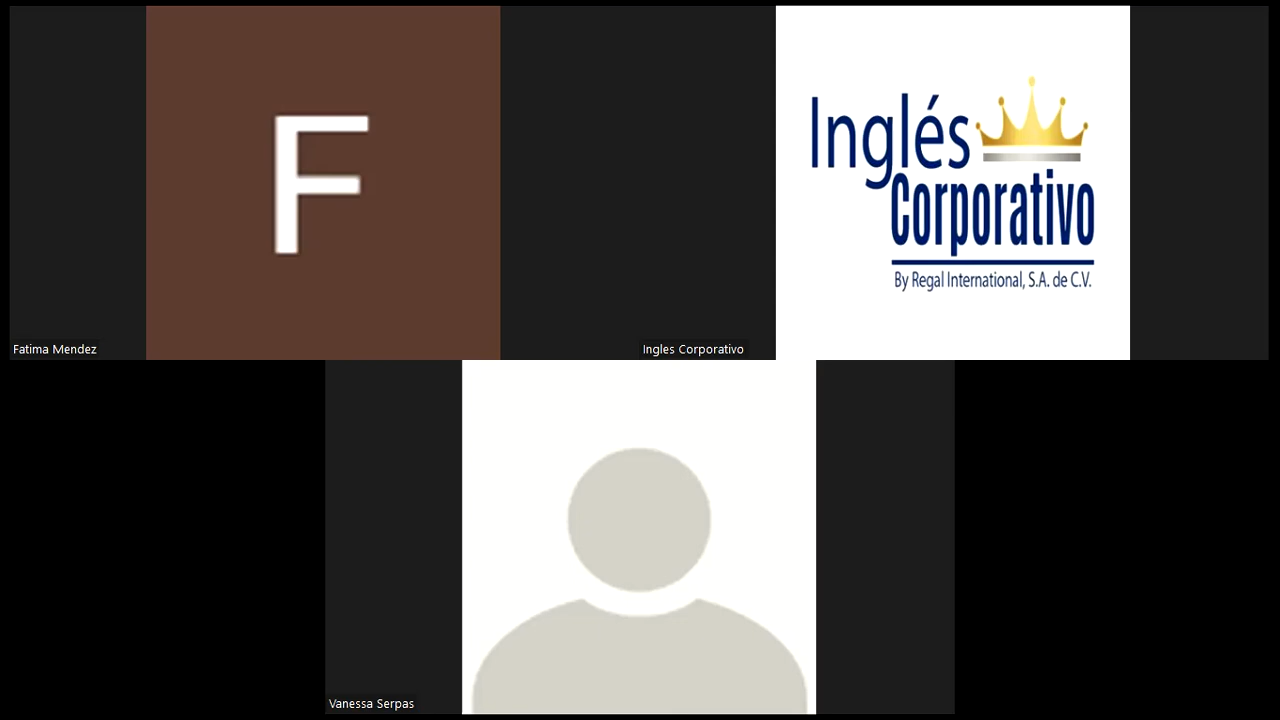 F
Fatima Mendez
Inglés
Corporativo
By Regal International, S.A. de C.V.
Ingles Corporativo
Vanessa Serpas